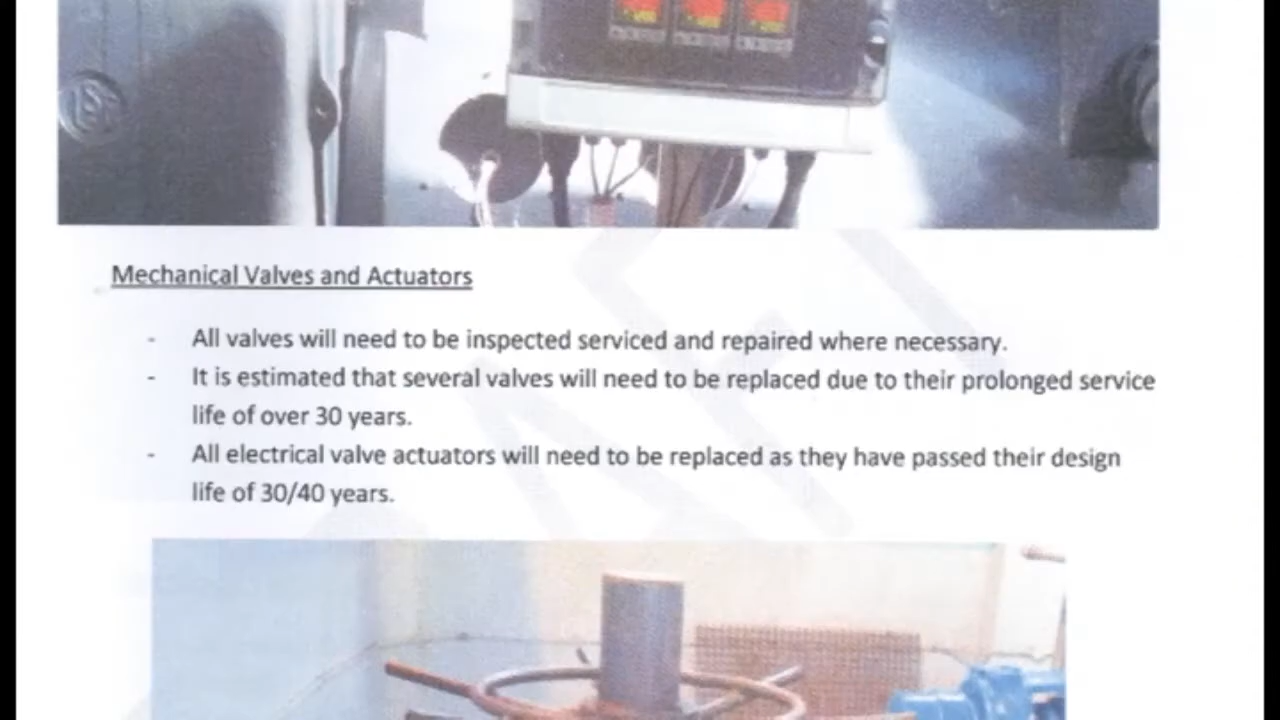 Mechanical Valves and Actuators
- All valves will need to be inspected serviced and repaired where necessary.
- It is estimated that several valves will need to be replaced due to their prolonged service
life of over 30 years.
- All electrical valve actuators will need to be replaced as they have passed their design
life of 30/40 years.